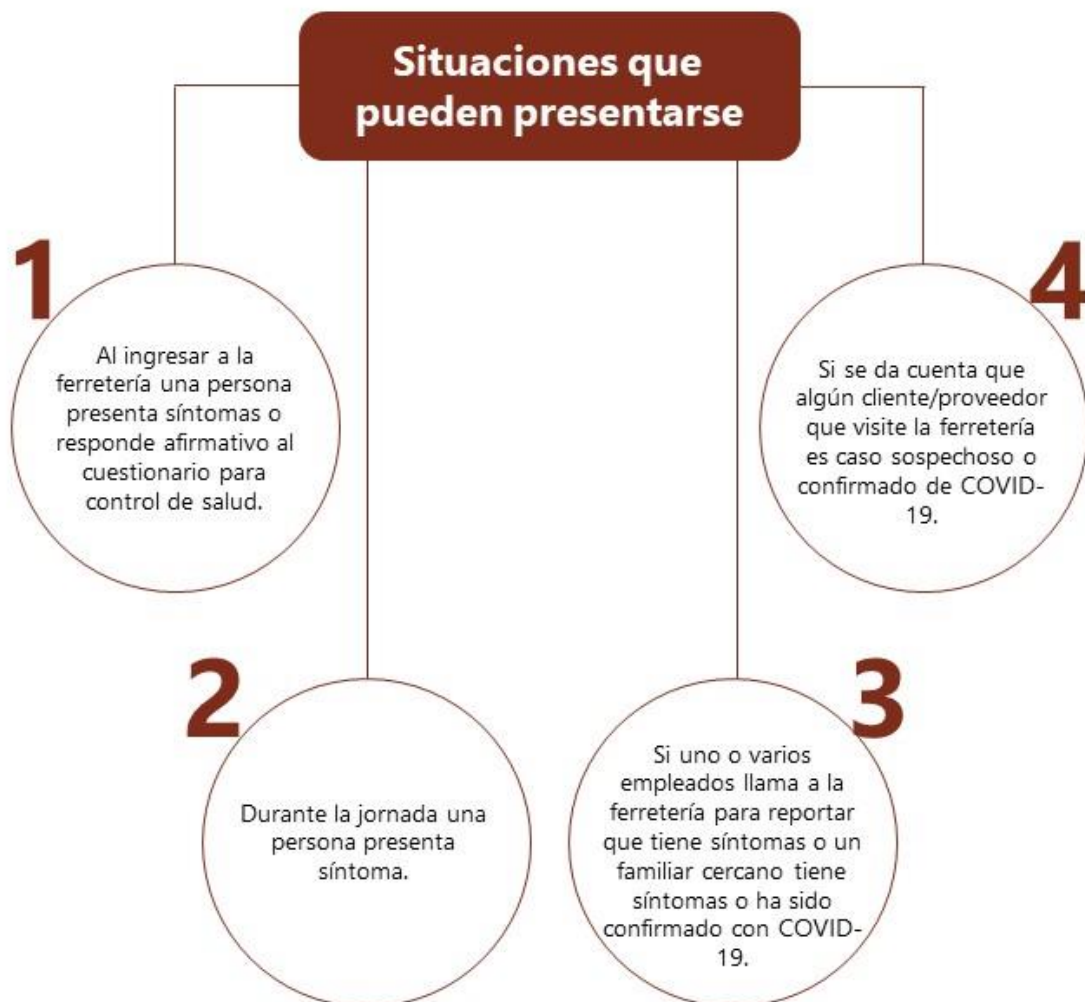 Situaciones que
pueden presentarse
1
Al ingresar a la
ferretería una persona
presenta síntomas o
responde afirmativo al
cuestionario para
control de salud.
2
Durante la jornada una
persona presenta
síntoma.
3
Si uno o varios
empleados llama a la
ferretería para reportar
que tiene síntomas o un
familiar cercano tiene
síntomas o ha sido
confirmado con COVID-
19.
4
Si se da cuenta que
algún cliente/proveedor
que visite la ferretería
es caso sospechoso o
confirmado de COVID-
19.